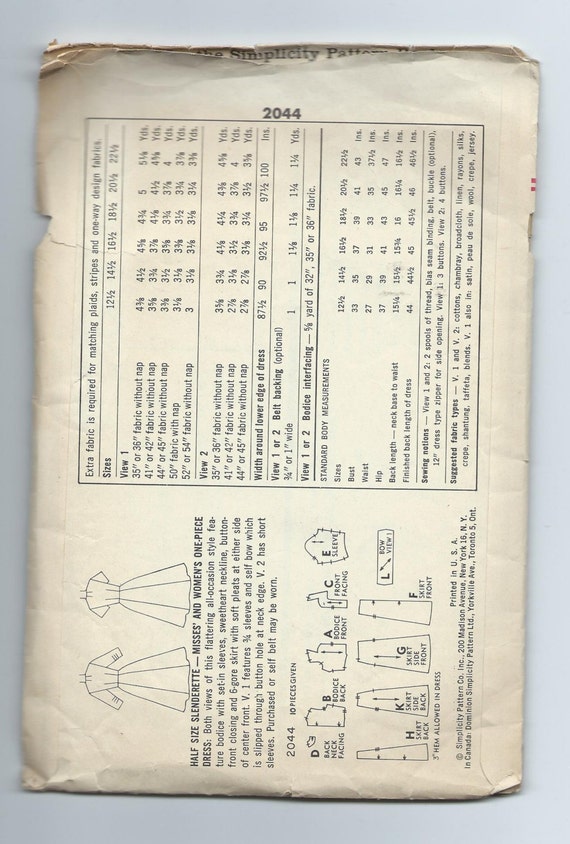 the Simplicity Pattern
2044
Extra fabric is required for matching plaids, stripes and one-way design fabrics.
Sizes 12½ 14½ 16½ 18½ 20½ 22½
View 1
35" or 36" fabric without nap 4⅜ 4½ 4⅝ 4¾ 5 5⅛ Yds.
41" or 42" fabric without nap 3⅝ 3¾ 3⅞ 4⅛ 4½ 4⅝ Yds.
44" or 45" fabric without nap 3⅜ 3½ 3⅝ 3¾ 4 Yds.
50" fabric with nap 3⅛ 3⅜ 3½ 3¾ 3⅞ Yds.
52" or 54" fabric without nap 3 3⅛ 3⅛ 3¼ 3⅜ Yds.
View 2
35" or 36" fabric without nap 3⅝ 3¾ 4¼ 4¼ 4⅜ 4⅝ Yds.
41" or 42" fabric without nap 2⅞ 3⅛ 3½ 3¾ 3⅞ 4 Yds.
44" or 45" fabric without nap 2⅞ 2⅞ 3⅛ 3½ Yds.
Width around lower edge of dress 87½ 90 92½ 95 97½ 100 Ins.
View 1 or 2 Belt backing (optional)
¾" or 1" wide 1 1 1⅛ 1⅛ 1¼ 1¼ Yds.
View 1 or 2 Bodice interfacing — ⅝ yard of 32", 35" or 36" fabric.
STANDARD BODY MEASUREMENTS
Sizes 12½ 14½ 16½ 18½ 20½ 22½
Bust 33 35 37 39 41 43 Ins.
Waist 27 29 31 33 35 37½ Ins.
Hip 37 39 41 43 45 47 Ins.
Back length — neck base to waist 15¼ 15½ 15¾ 16 16¼ 16½ Ins.
Finished back length of dress 44 44½ 45 45½ 46 46½ Ins.
Sewing notions — View 1 and 2: 2 spools of thread, bias seam binding, belt, buckle (optional),
12" dress type zipper for side opening. View 1: 3 buttons. View 2: 4 buttons.
Suggested fabric types — V. 1 and V. 2: cottons, chambray, broadcloth, linen, rayons, silks,
crepe, shantung, taffeta, blends. V. 1 also in: satin, peau de soie, wool, crepe, jersey.
HALF SIZE SLENDERETTE — MISSES' AND WOMEN'S ONE-PIECE
DRESS: Both views of this flattering all-occasion style fea-
ture bodice with set-in sleeves, sweetheart neckline, button-
front closing and 6-gore skirt with soft pleats at either side
of center front. V. 1 features ¾ sleeves and self bow which
is slipped through button hole at neck edge. V. 2 has short
sleeves. Purchased or self belt may be worn.
2044 10 PIECES GIVEN
D BACK NECK FACING
B BODICE BACK
A BODICE FRONT
C FRONT FACING
E SLEEVE
H SKIRT BACK
K SKIRT SIDE BACK
G SKIRT SIDE FRONT
F SKIRT FRONT
L BOW VIEW 1
3" HEM ALLOWED IN DRESS
Printed in U. S. A.
© Simplicity Pattern Co. Inc., 200 Madison Avenue, New York 16, N. Y.
In Canada: Dominion Simplicity Pattern Ltd., Yorkville Ave., Toronto 5, Ont.